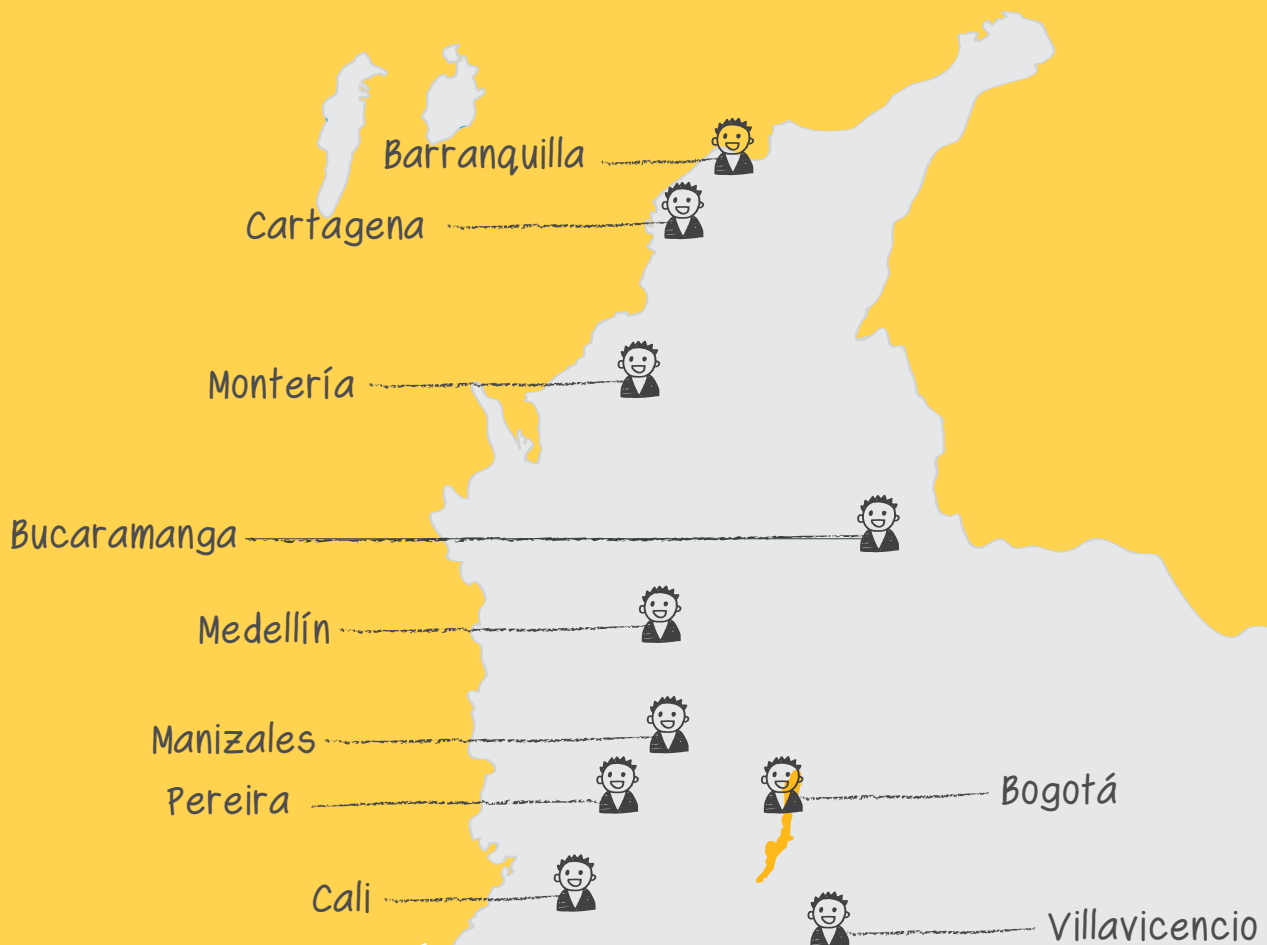 Barranquilla
Cartagena
Montería
Bucaramanga
Medellín
Manizales
Pereira
Bogotá
Cali
Villavicencio